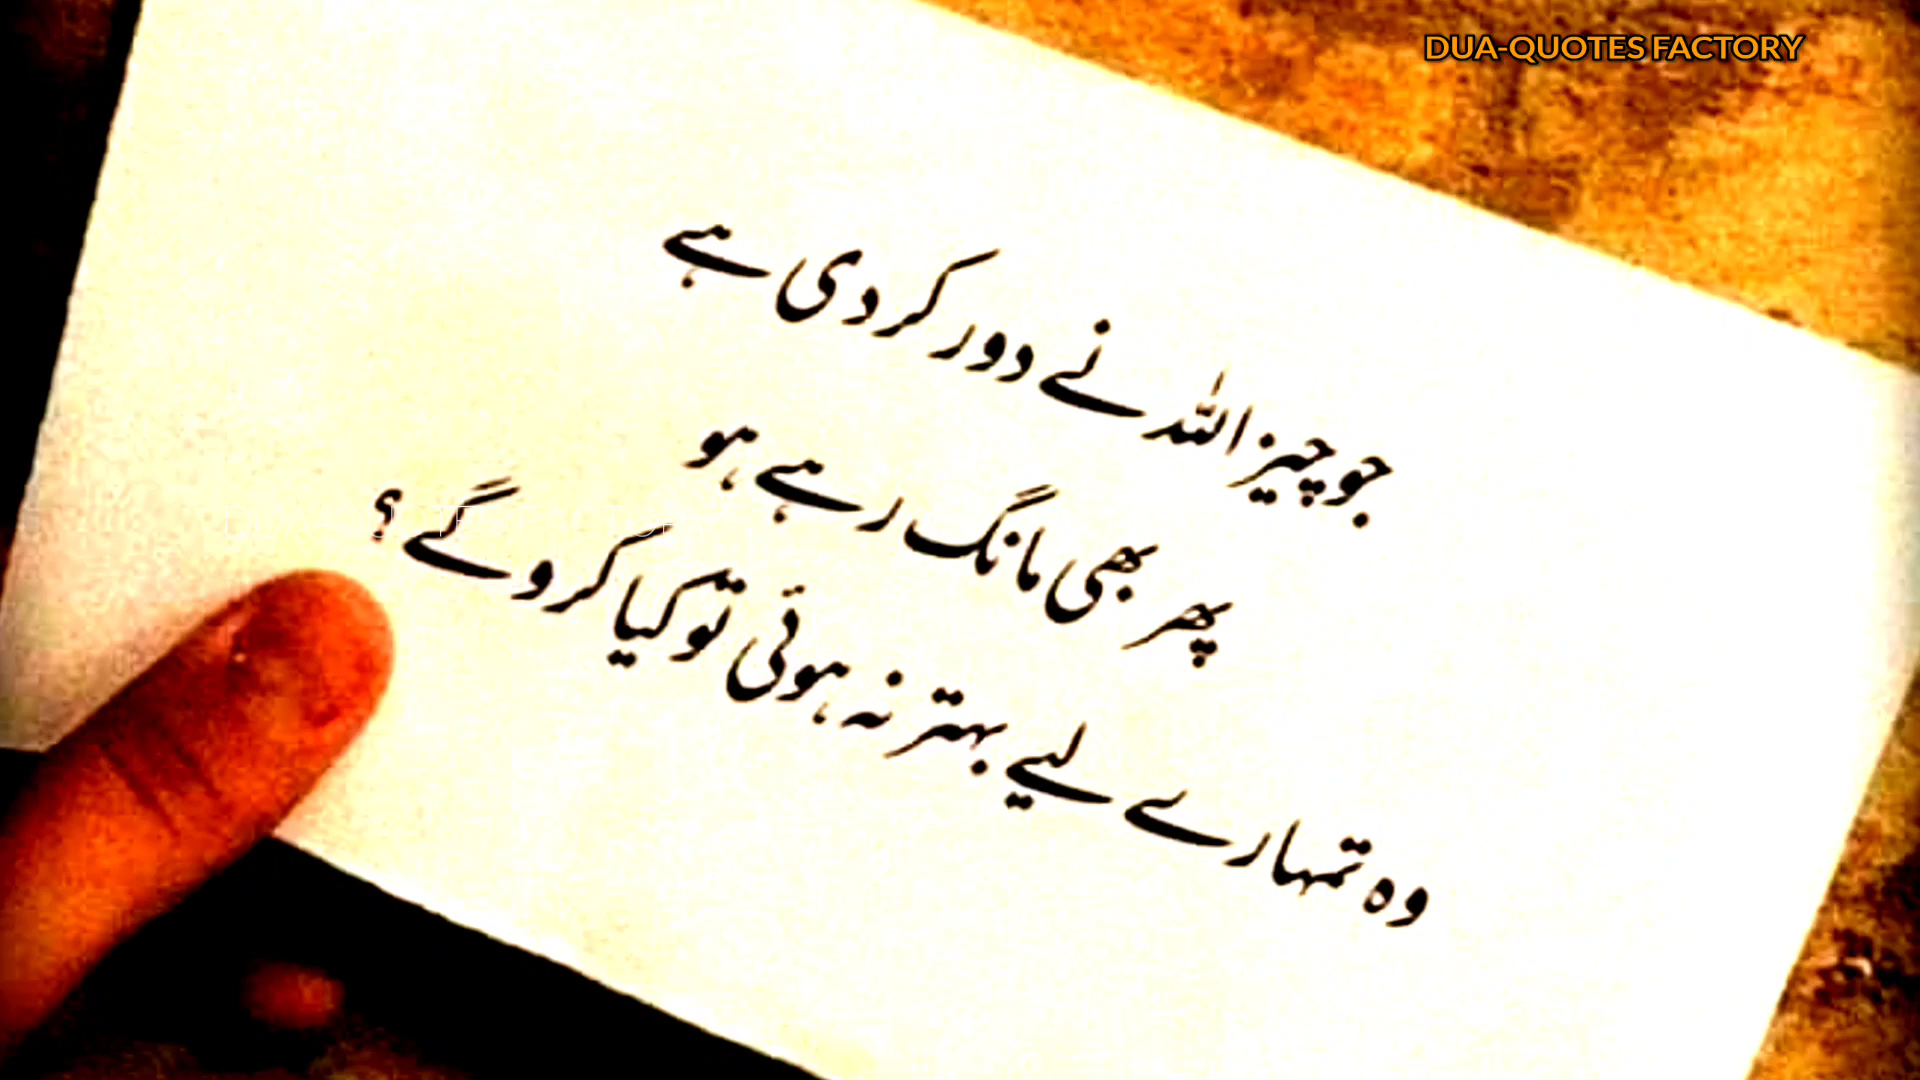 DUA-QUOTES FACTORY
جو چیز اللہ نے دور کر دی ہے
پھر بھی مانگ رہے ہو
وہ تمہارے لیے بہتر نہ ہوئی تو کیا کرو گے؟